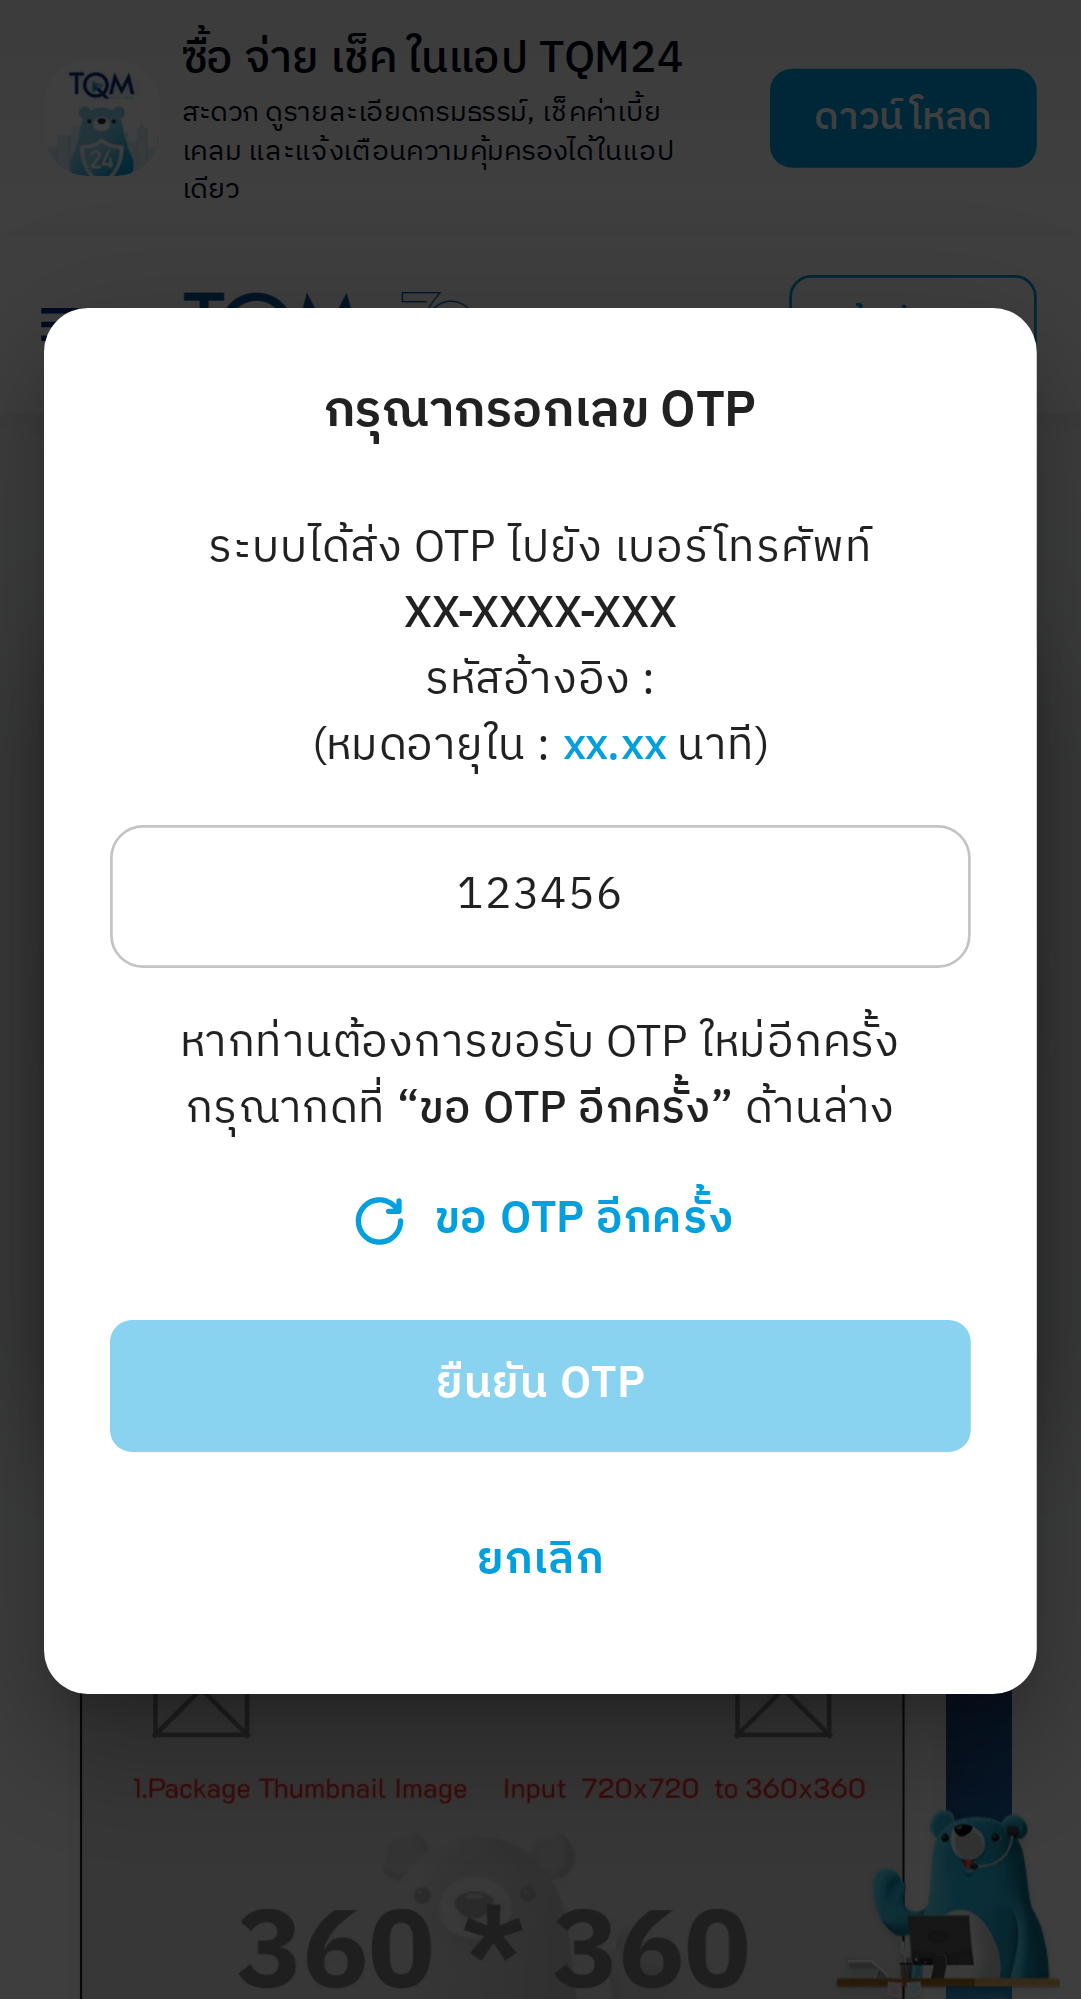 ซื้อ จ่าย เช็ค ในแอป TQM24
TQM
24
สะดวก ดูรายละเอียดกรมธรรม์, เช็คค่าเบี้ย
เคลม และแจ้งเตือนความคุ้มครองได้ในแอป
เดียว
ดาวน์โหลด
TQM
กรุณากรอกเลข OTP
ระบบได้ส่ง OTP ไปยัง เบอร์โทรศัพท์
XX-XXXX-XXX
รหัสอ้างอิง :
(หมดอายุใน : xx.xx นาที)
123456
หากท่านต้องการขอรับ OTP ใหม่อีกครั้ง
กรุณากดที่ “ขอ OTP อีกครั้ง” ด้านล่าง
ขอ OTP อีกครั้ง
ยืนยัน OTP
ยกเลิก
1.Package Thumbnail Image Input 720x720 to 360x360
360 * 360